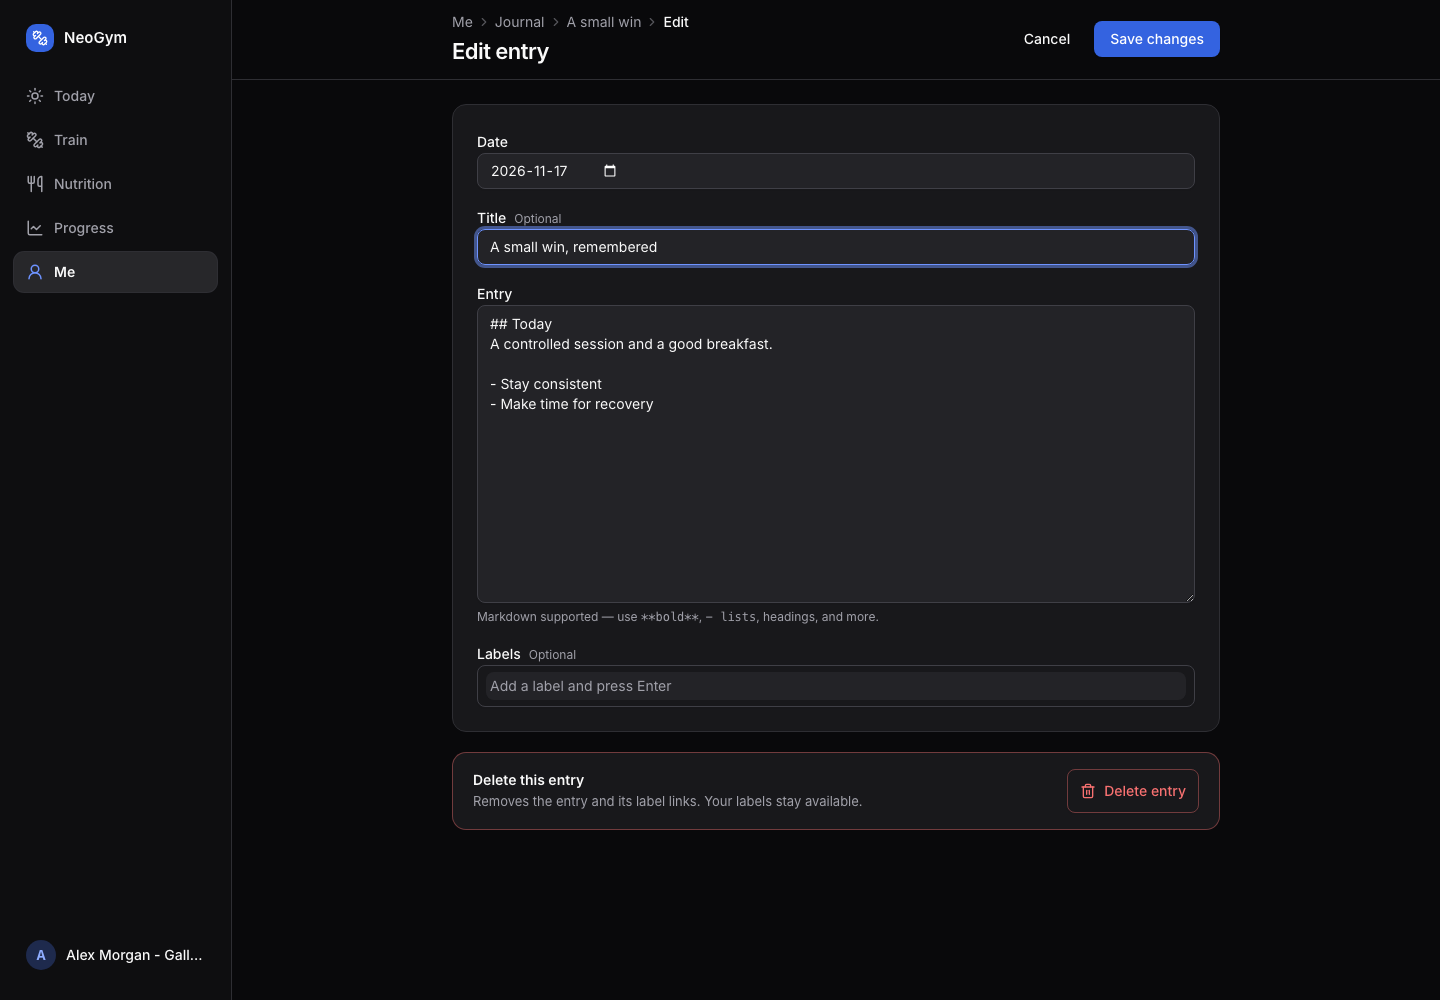 NeoGym
Today
Train
Nutrition
Progress
Me
Alex Morgan - Gall...
A
Me > Journal > A small win > Edit
Edit entry
Cancel
Save changes
Date
2026-11-17
Title Optional
A small win, remembered
Entry
## Today
A controlled session and a good breakfast.
- Stay consistent
- Make time for recovery
Markdown supported — use **bold**, - lists, headings, and more.
Labels Optional
Add a label and press Enter
Delete this entry
Removes the entry and its label links. Your labels stay available.
Delete entry